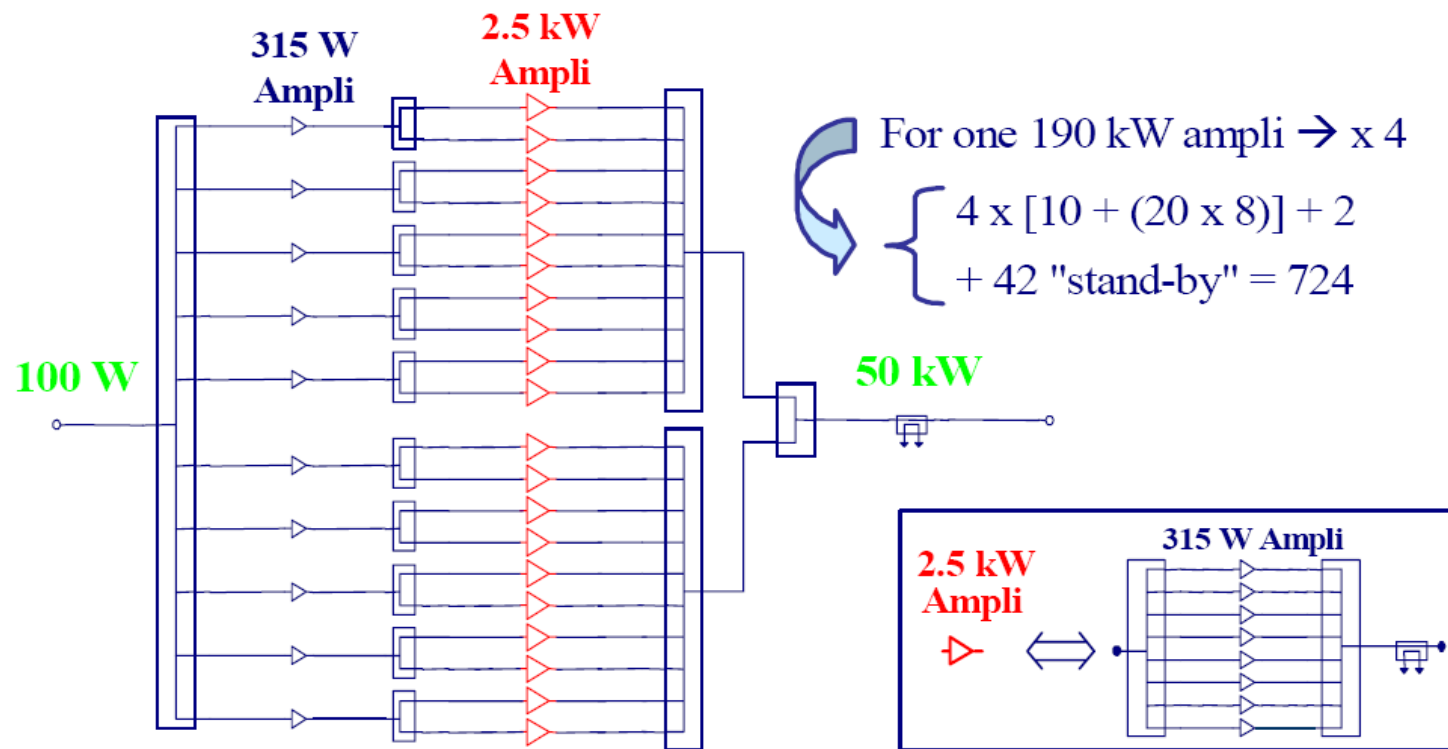 315 W
Ampli
2.5 kW
Ampli
For one 190 kW ampli → x 4
4 x [10 + (20 x 8)] + 2
+ 42 "stand-by" = 724
100 W
50 kW
315 W Ampli
2.5 kW
Ampli